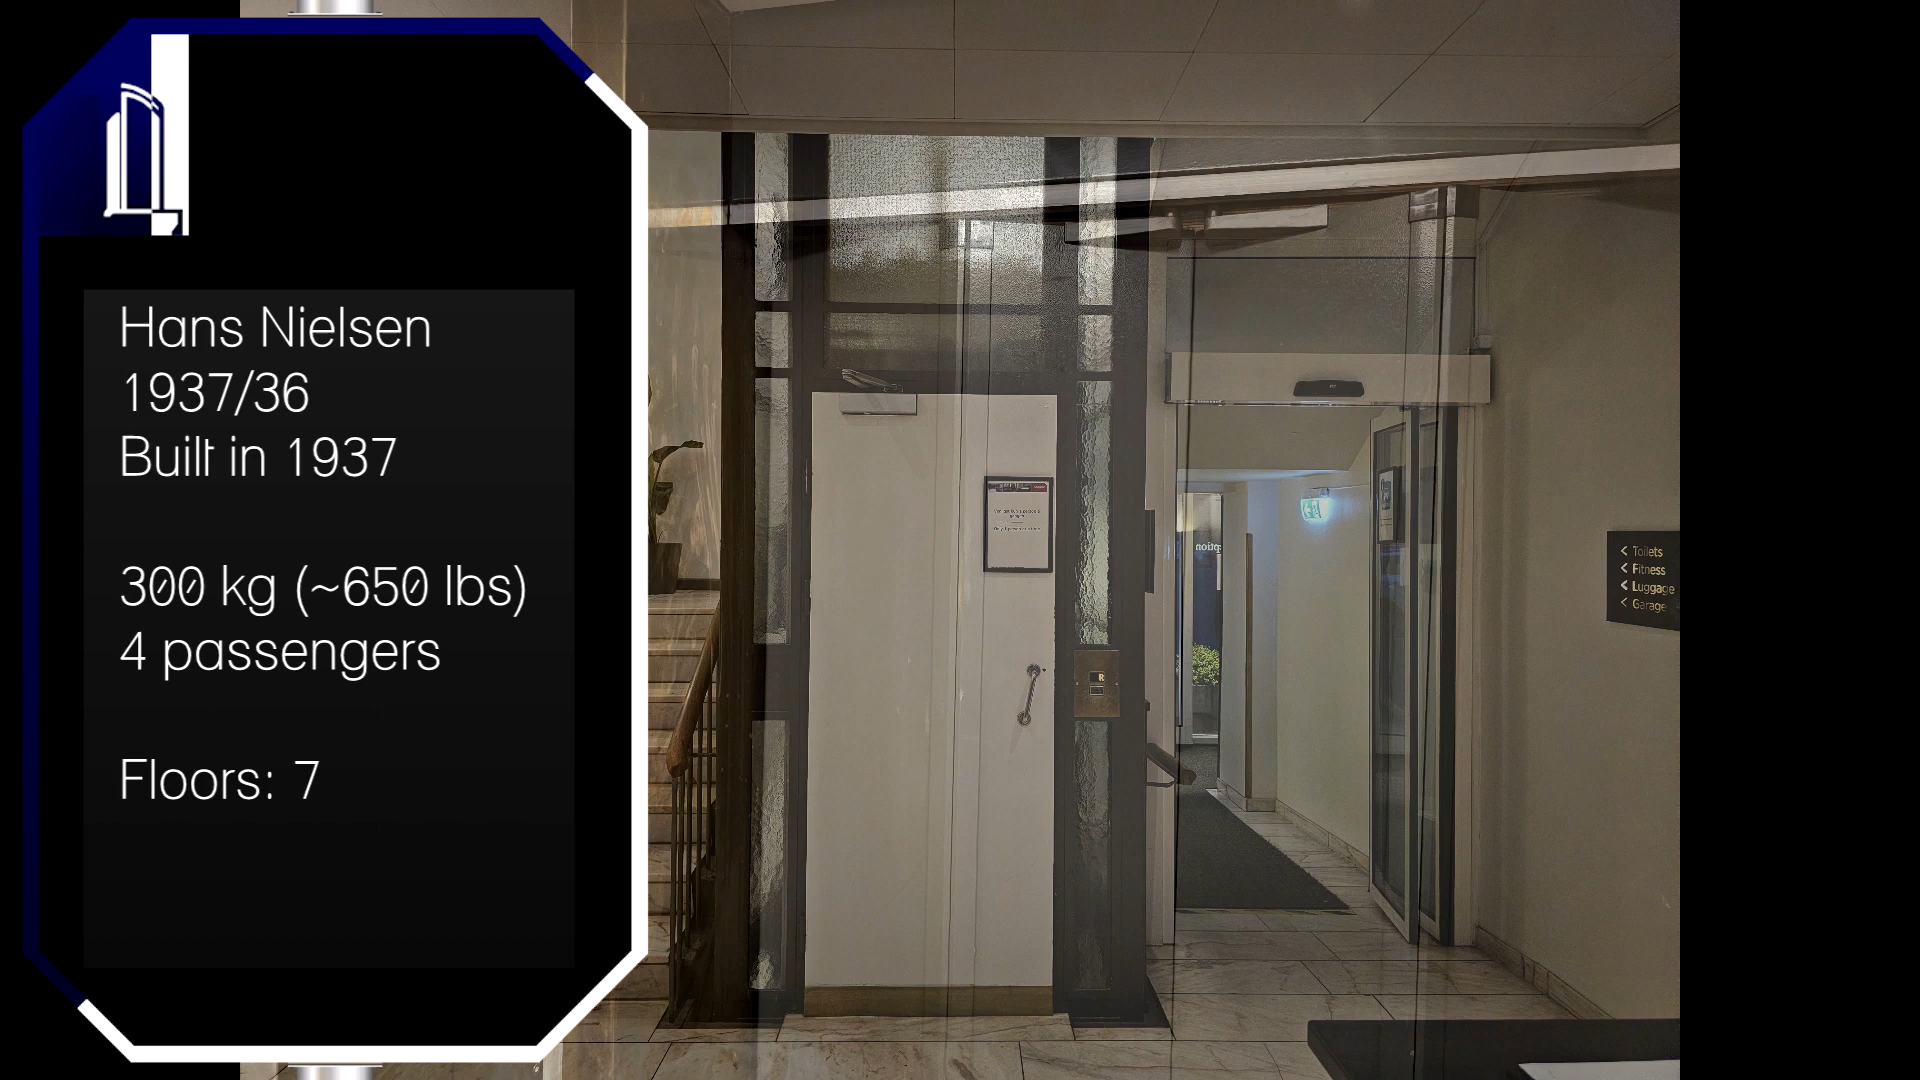 Hans Nielsen
1937/36
Built in 1937
300 kg (~650 lbs)
4 passengers
Floors: 7
R
< Toilets
< Fitness
< Luggage
< Garage